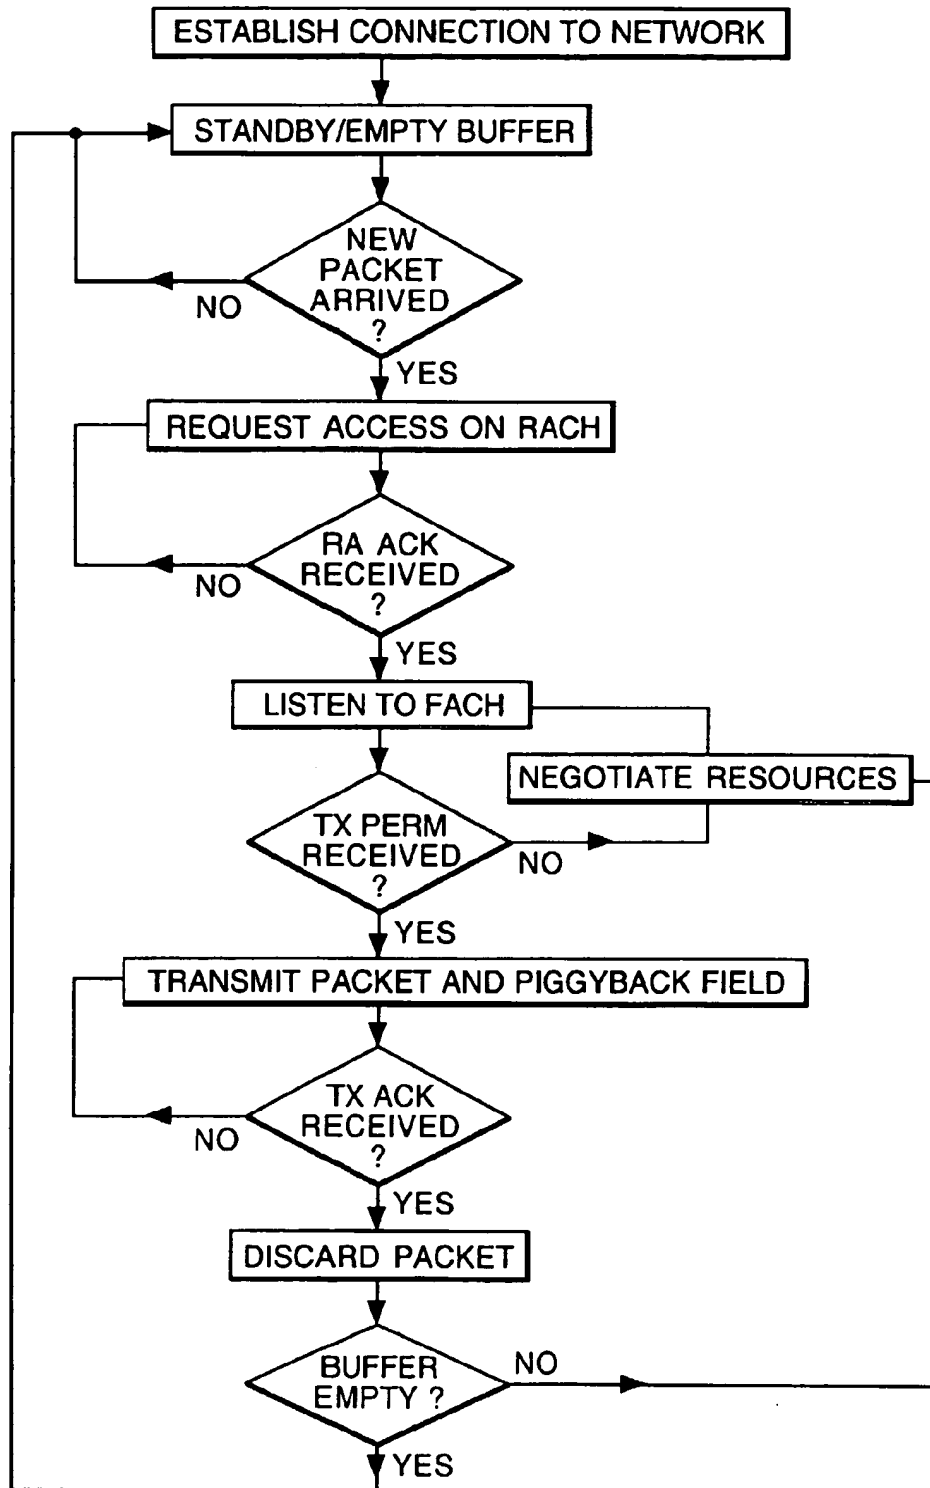 ESTABLISH CONNECTION TO NETWORK
STANDBY/EMPTY BUFFER
NEW
PACKET
ARRIVED
?
NO
YES
REQUEST ACCESS ON RACH
RA ACK
RECEIVED
?
NO
YES
LISTEN TO FACH
NEGOTIATE RESOURCES
TX PERM
RECEIVED
?
NO
YES
TRANSMIT PACKET AND PIGGYBACK FIELD
TX ACK
RECEIVED
?
NO
YES
DISCARD PACKET
BUFFER
EMPTY ?
NO
YES